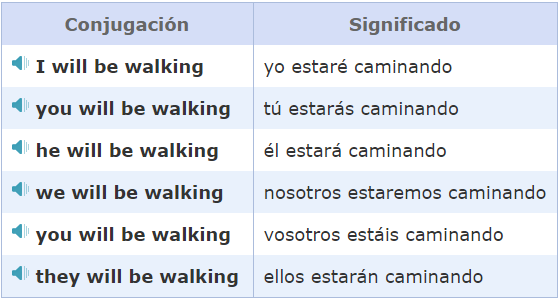 Conjugación Significado
I will be walking yo estaré caminando
you will be walking tú estarás caminando
he will be walking él estará caminando
we will be walking nosotros estaremos caminando
you will be walking vosotros estáis caminando
they will be walking ellos estarán caminando